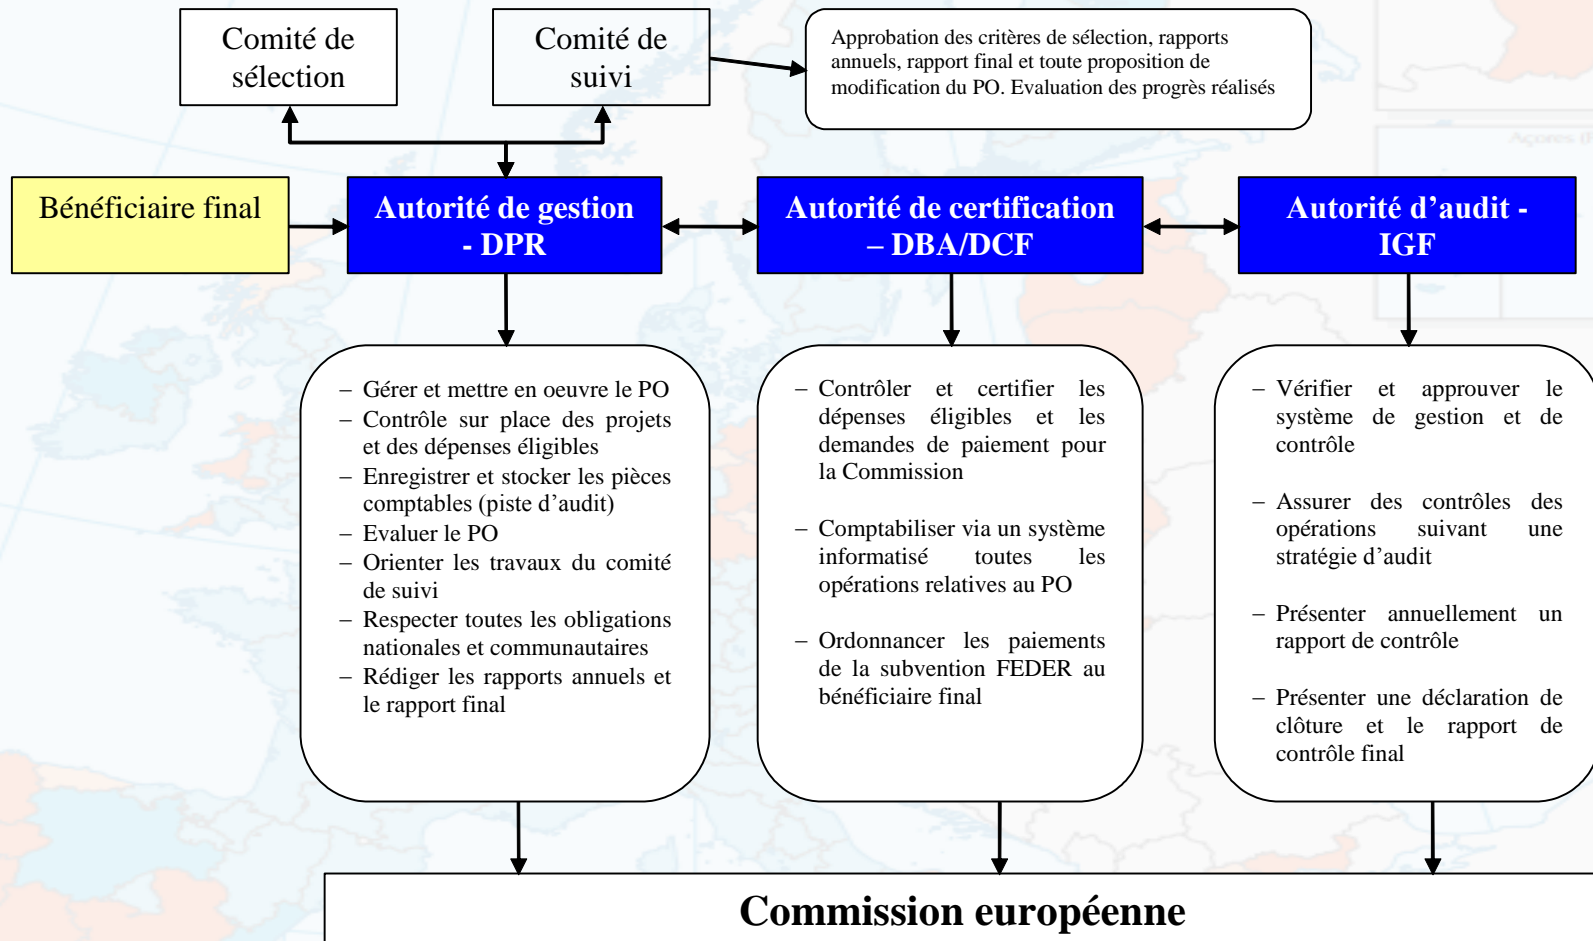 Comité de
sélection
Comité de
suivi
Approbation des critères de sélection, rapports
annuels, rapport final et toute proposition de
modification du PO. Evaluation des progrès réalisés
Açores (
Bénéficiaire final
Autorité de gestion
- DPR
Autorité de certification
– DBA/DCF
Autorité d’audit -
IGF
– Gérer et mettre en oeuvre le PO
– Contrôle sur place des projets
et des dépenses éligibles
– Enregistrer et stocker les pièces
comptables (piste d’audit)
– Evaluer le PO
– Orienter les travaux du comité
de suivi
– Respecter toutes les obligations
nationales et communautaires
– Rédiger les rapports annuels et
le rapport final
– Contrôler et certifier les
dépenses éligibles et les
demandes de paiement pour
la Commission
– Comptabiliser via un système
informatisé toutes les
opérations relatives au PO
– Ordonnancer les paiements
de la subvention FEDER au
bénéficiaire final
– Vérifier et approuver le
système de gestion et de
contrôle
– Assurer des contrôles des
opérations suivant une
stratégie d’audit
– Présenter annuellement un
rapport de contrôle
– Présenter une déclaration de
clôture et le rapport de
contrôle final
Commission européenne